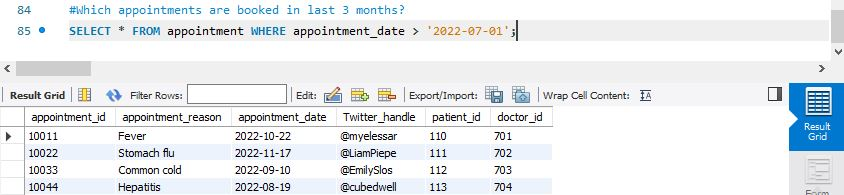 84 #Which appointments are booked in last 3 months?
85 SELECT * FROM appointment WHERE appointment_date > '2022-07-01';
Result Grid Filter Rows: Edit: Export/Import: Wrap Cell Content:
appointment_id appointment_reason appointment_date Twitter_handle patient_id doctor_id
10011 Fever 2022-10-22 @myelessar 110 701
10022 Stomach flu 2022-11-17 @LiamPiepe 111 702
10033 Common cold 2022-09-10 @EmilySlos 112 703
10044 Hepatitis 2022-08-19 @cubedwell 113 704
Result
Grid
Form